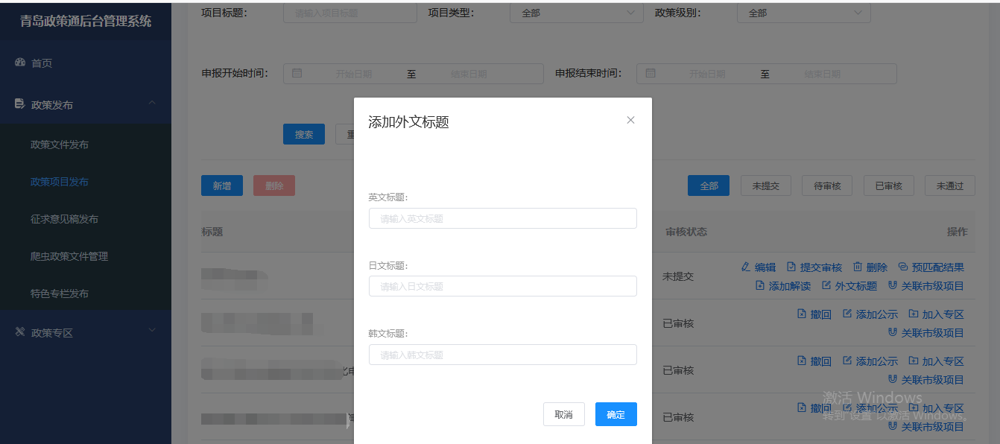 青岛政策通后台管理系统
首页
政策发布
政策文件发布
政策项目发布
征求意见稿发布
爬虫政策文件管理
特色专栏发布
政策专区
项目标题： 请输入项目标题 项目类型： 全部 政策级别： 全部
申报开始时间： 开始日期 至 结束日期 申报结束时间： 开始日期 至 结束日期
搜索
新增 删除 全部 未提交 待审核 已审核 未通过
标题 审核状态 操作
未提交 编辑 提交审核 删除 预匹配结果
添加解读 外文标题 关联市级项目
已审核 撤回 添加公示 加入专区
关联市级项目
已审核 撤回 添加公示 加入专区
关联市级项目
已审核 撤回 添加公示 加入专区
关联市级项目
添加外文标题
英文标题:
请输入英文标题
日文标题:
请输入日文标题
韩文标题:
请输入韩文标题
取消 确定
激活 Windows
转到"设置"以激活 Windows。